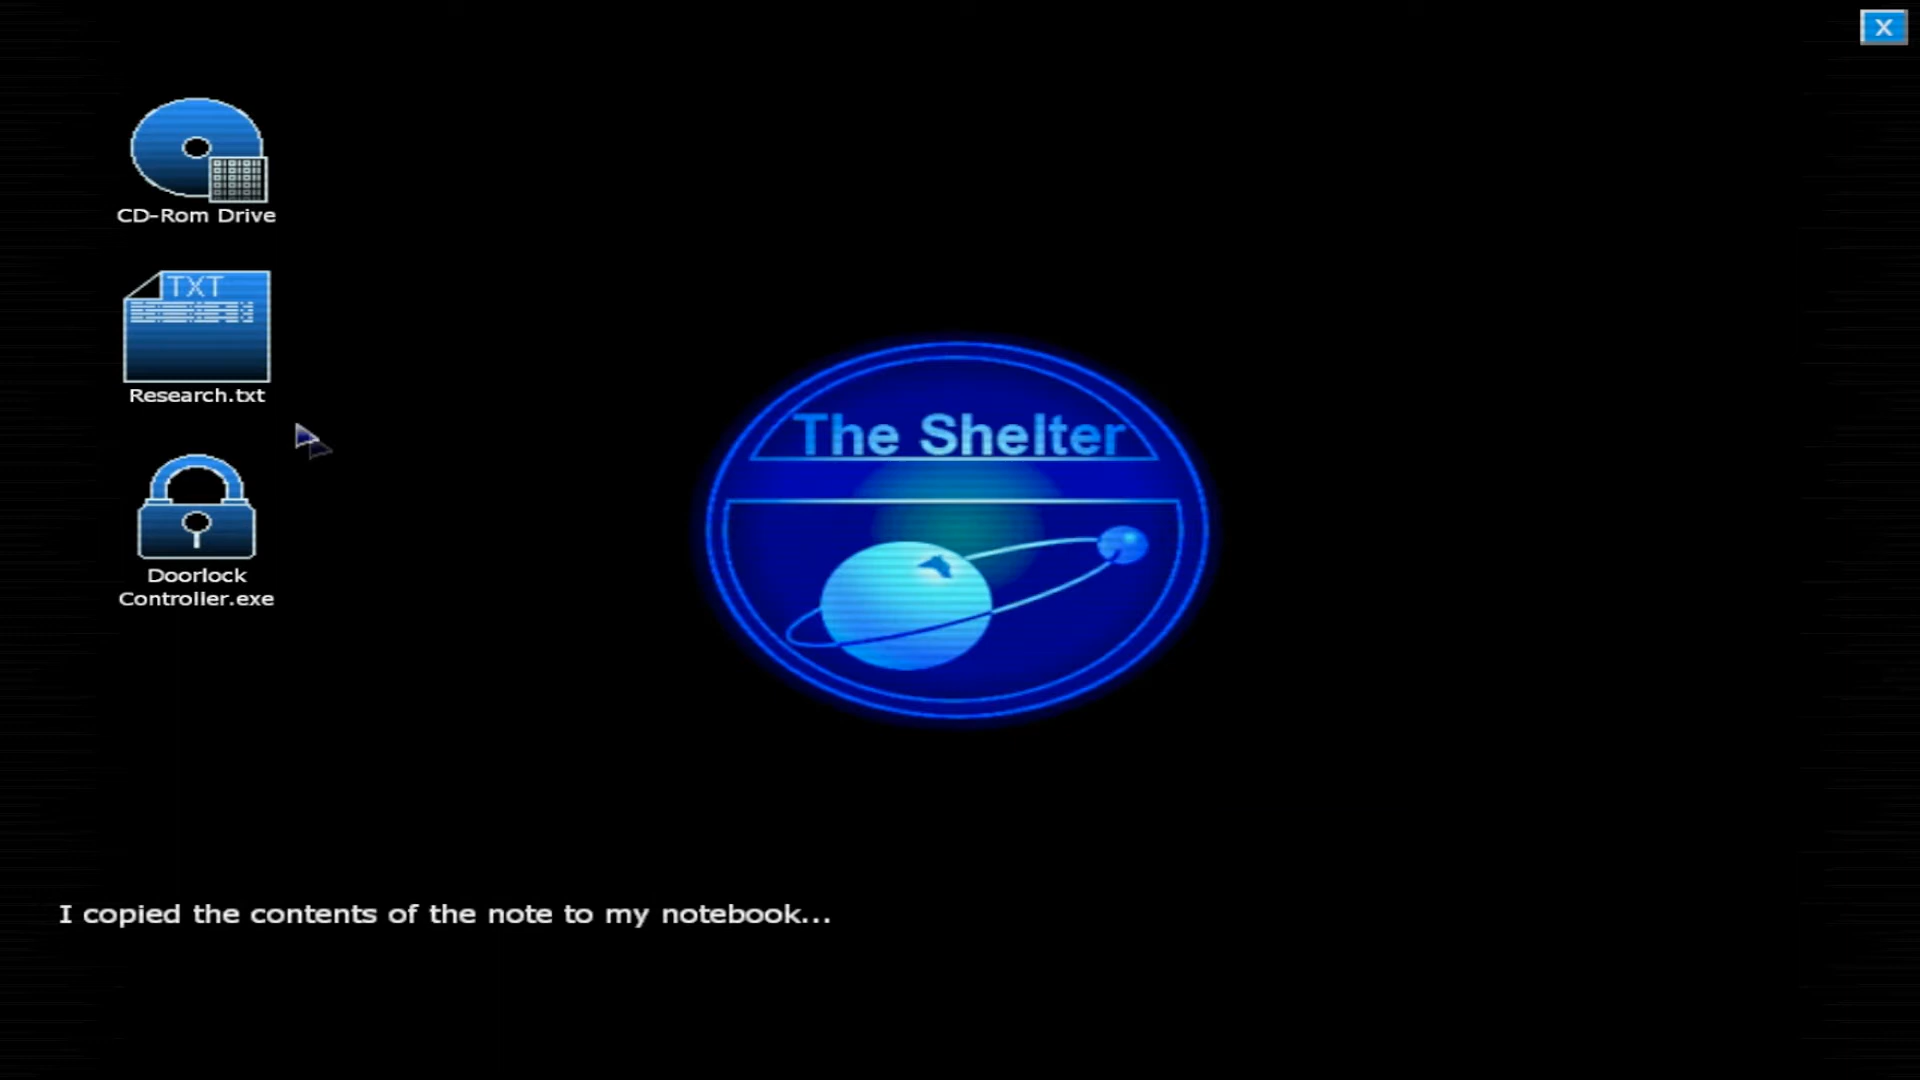 X
CD-Rom Drive
TXT
Research.txt
The Shelter
Doorlock
Controller.exe
I copied the contents of the note to my notebook...